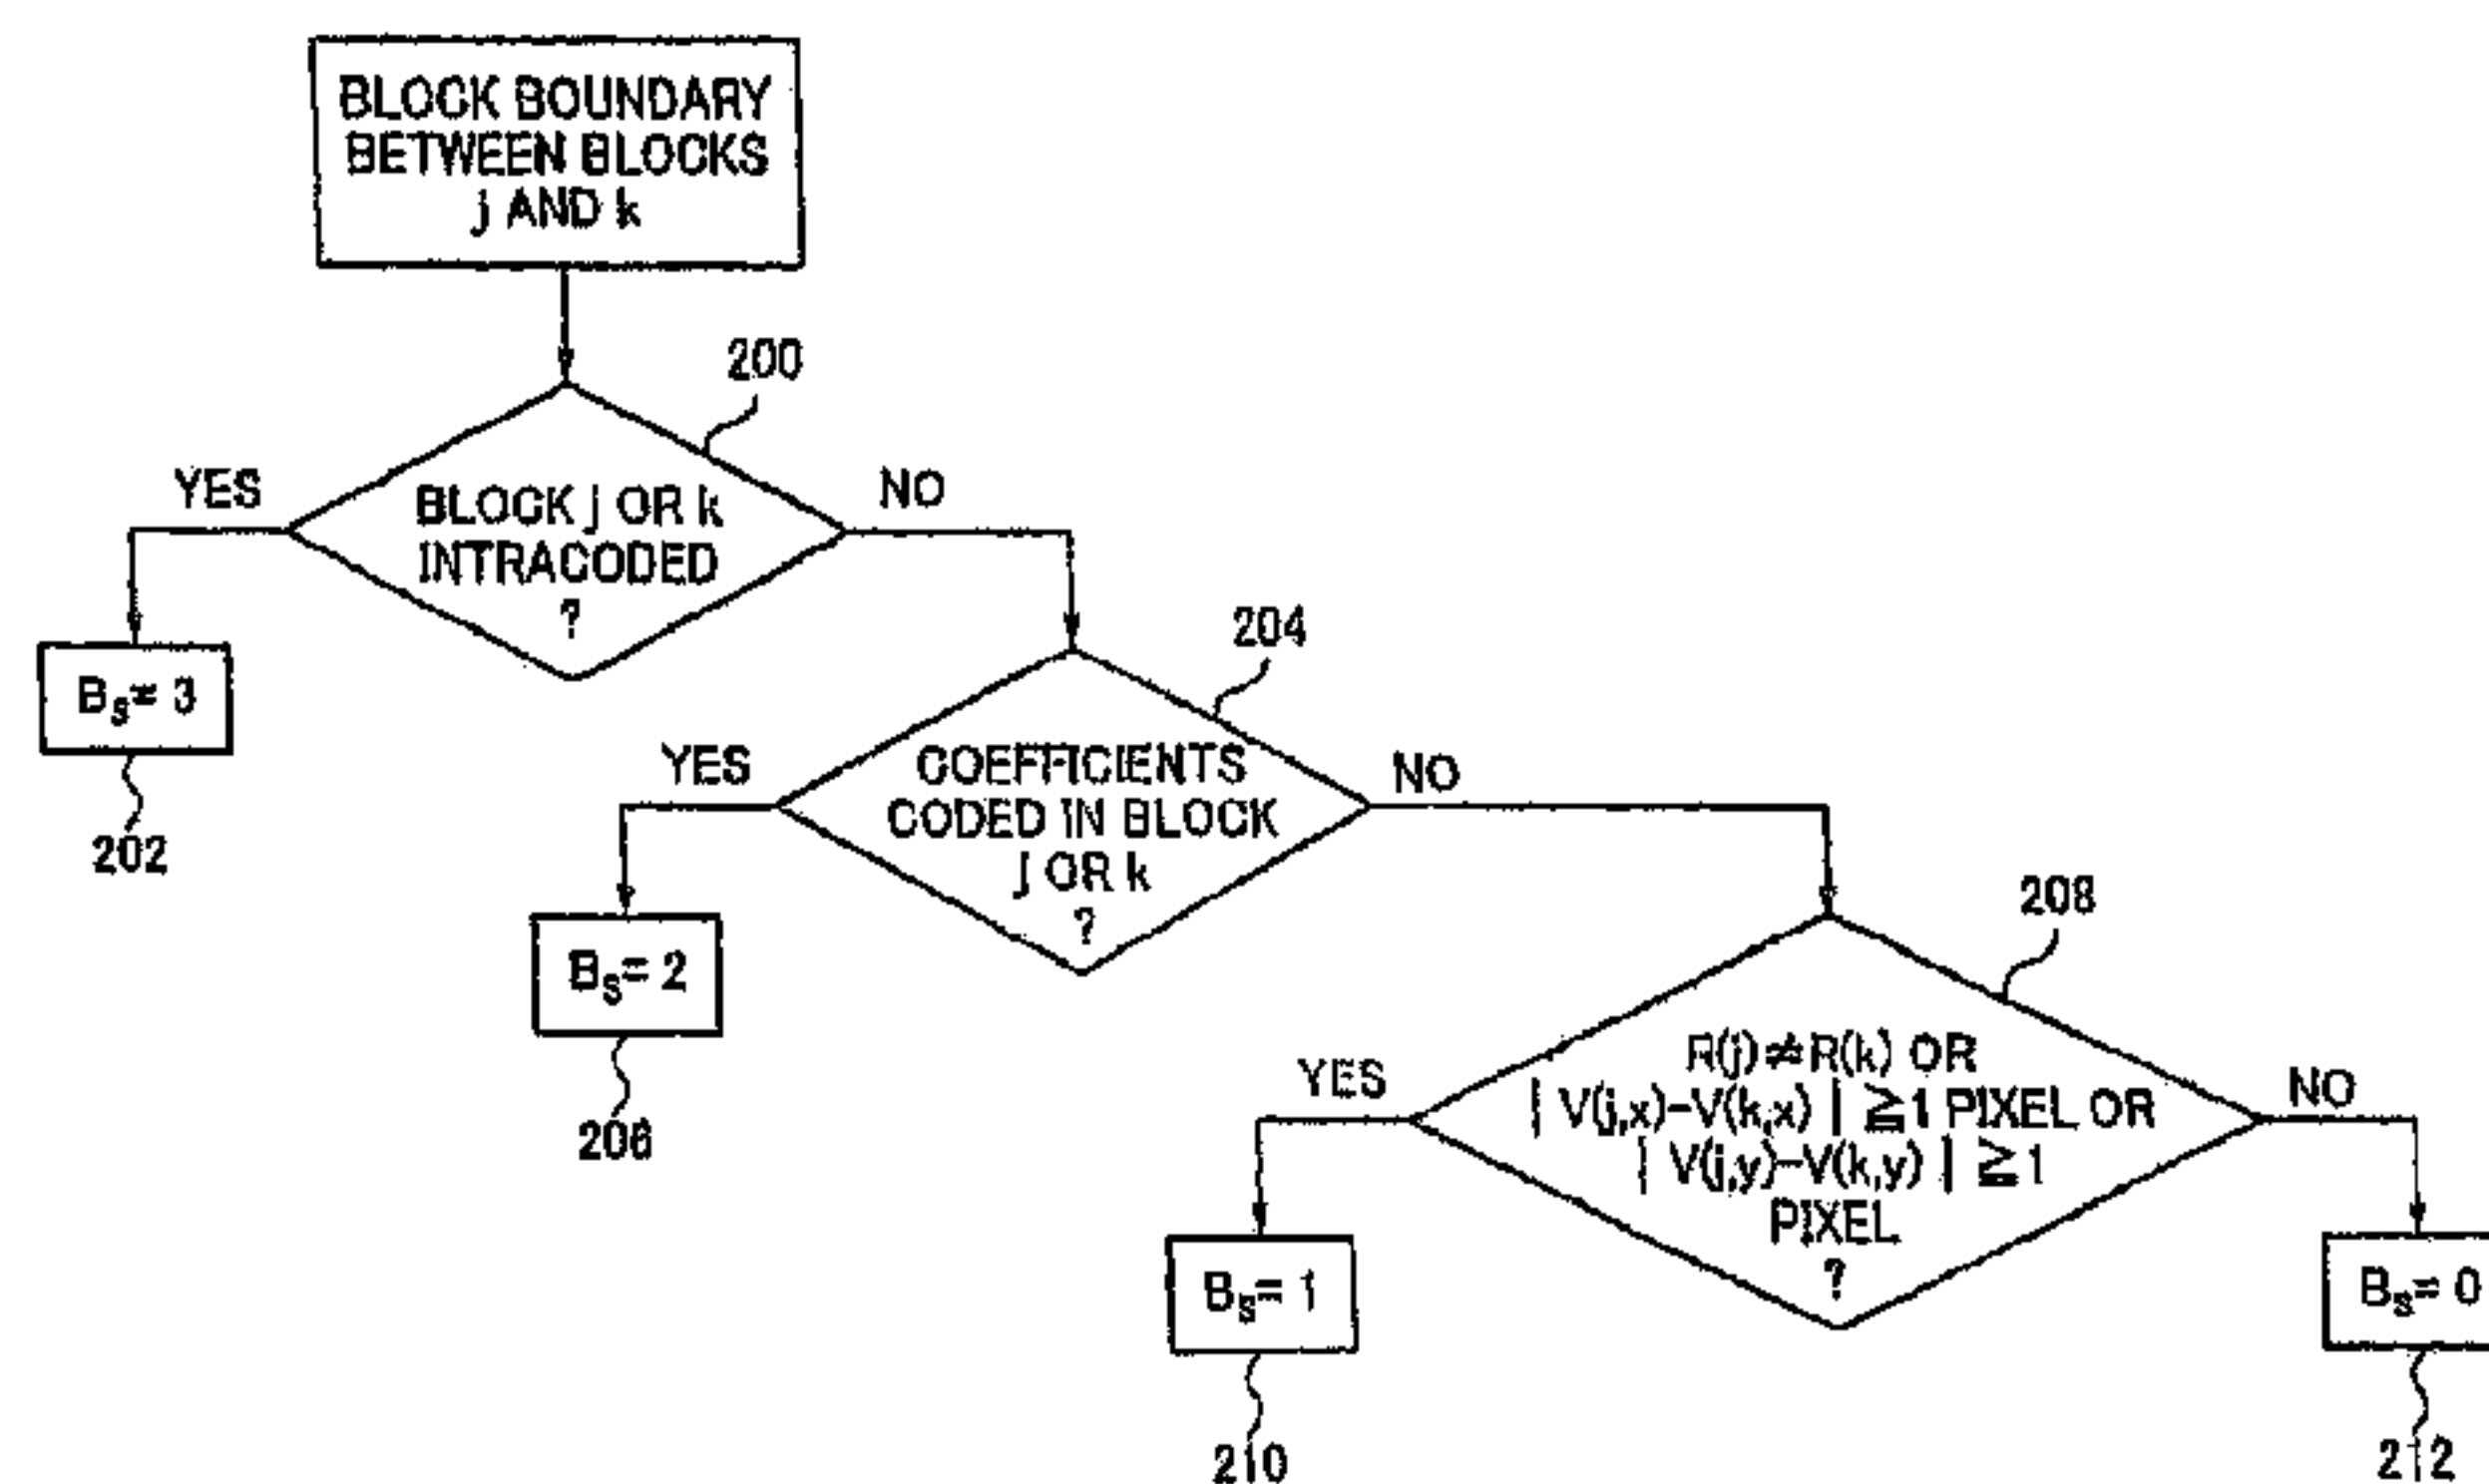 BLOCK BOUNDARY
BETWEEN BLOCKS
j AND k
200
YES
NO
BLOCK j OR k
INTRACODED
?
204
Bs= 3
202
YES
NO
COEFFICIENTS
CODED IN BLOCK
j OR k
?
208
Bs= 2
206
YES
NO
R(j)≠R(k) OR
| V(j,x)-V(k,x) | ≧1 PIXEL OR
| V(j,y)-V(k,y) | ≧1
PIXEL
?
Bs= 1
210
Bs= 0
212